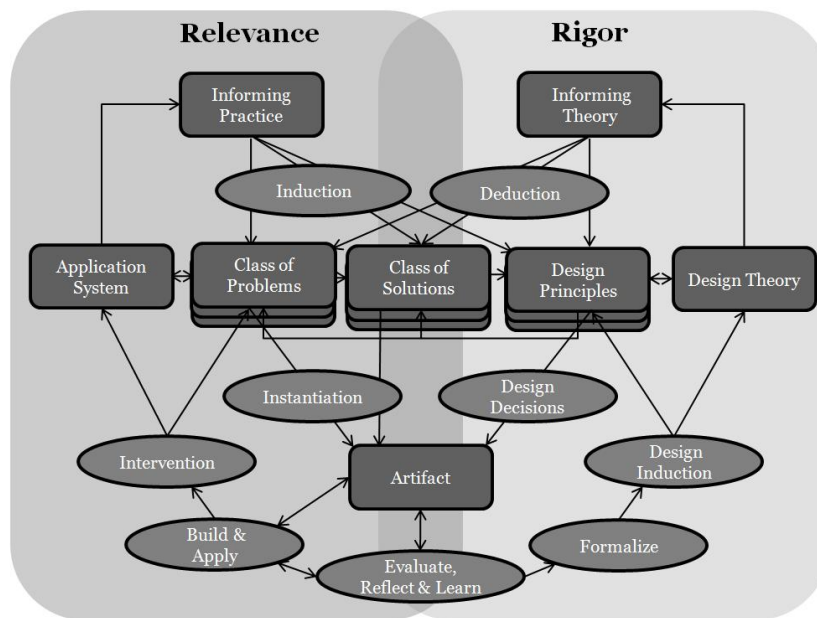 Relevance
Rigor
Informing
Practice
Informing
Theory
Induction
Deduction
Application
System
Class of
Problems
Class of
Solutions
Design
Principles
Design Theory
Instantiation
Design
Decisions
Intervention
Artifact
Design
Induction
Build &
Apply
Evaluate,
Reflect & Learn
Formalize